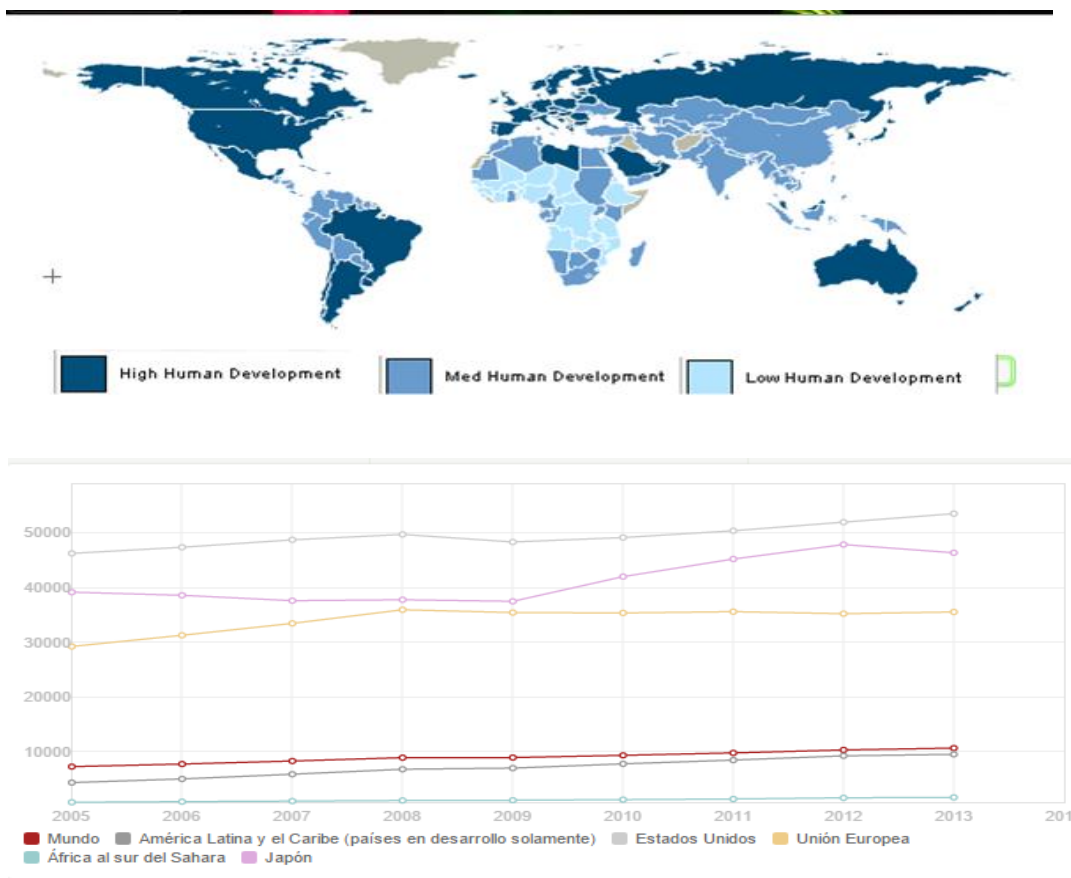 High Human Development
Med Human Development
Low Human Development
50000
40000
30000
20000
10000
2005 2006 2007 2008 2009 2010 2011 2012 2013 201
Mundo América Latina y el Caribe (países en desarrollo solamente) Estados Unidos Unión Europea
África al sur del Sahara Japón